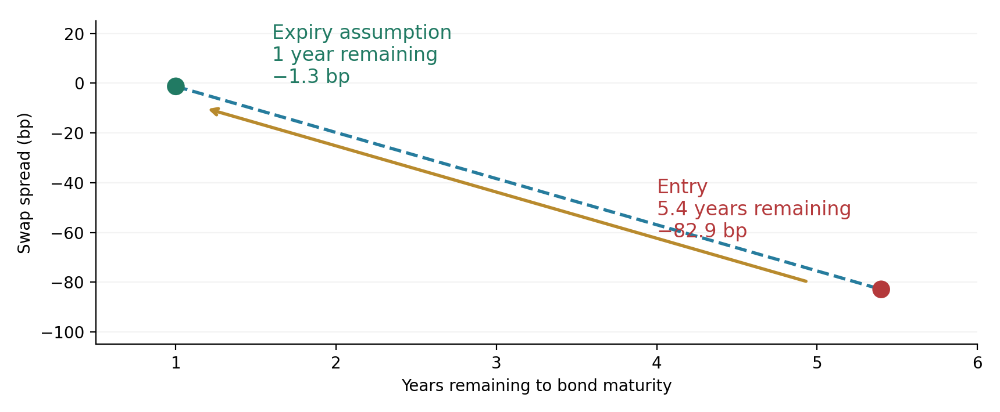 Expiry assumption
1 year remaining
−1.3 bp
Entry
5.4 years remaining
−82.9 bp
Swap spread (bp)
20
0
−20
−40
−60
−80
−100
1
2
3
4
5
6
Years remaining to bond maturity